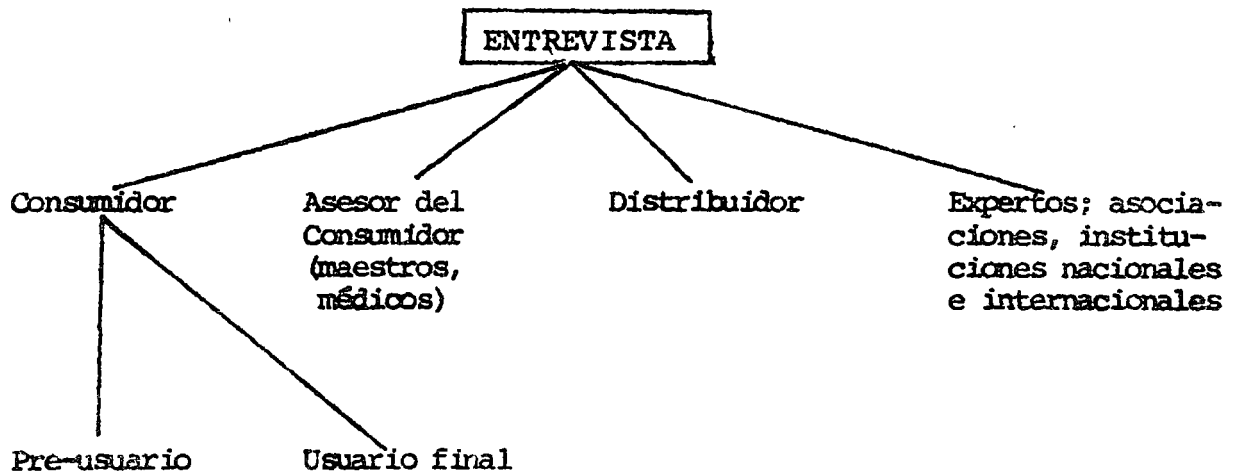 ENTREVISTA
Consumidor
Asesor del
Consumidor
(maestros,
médicos)
Distribuidor
Expertos; asocia-
ciones, institu-
ciones nacionales
e internacionales
Pre-usuario
Usuario final